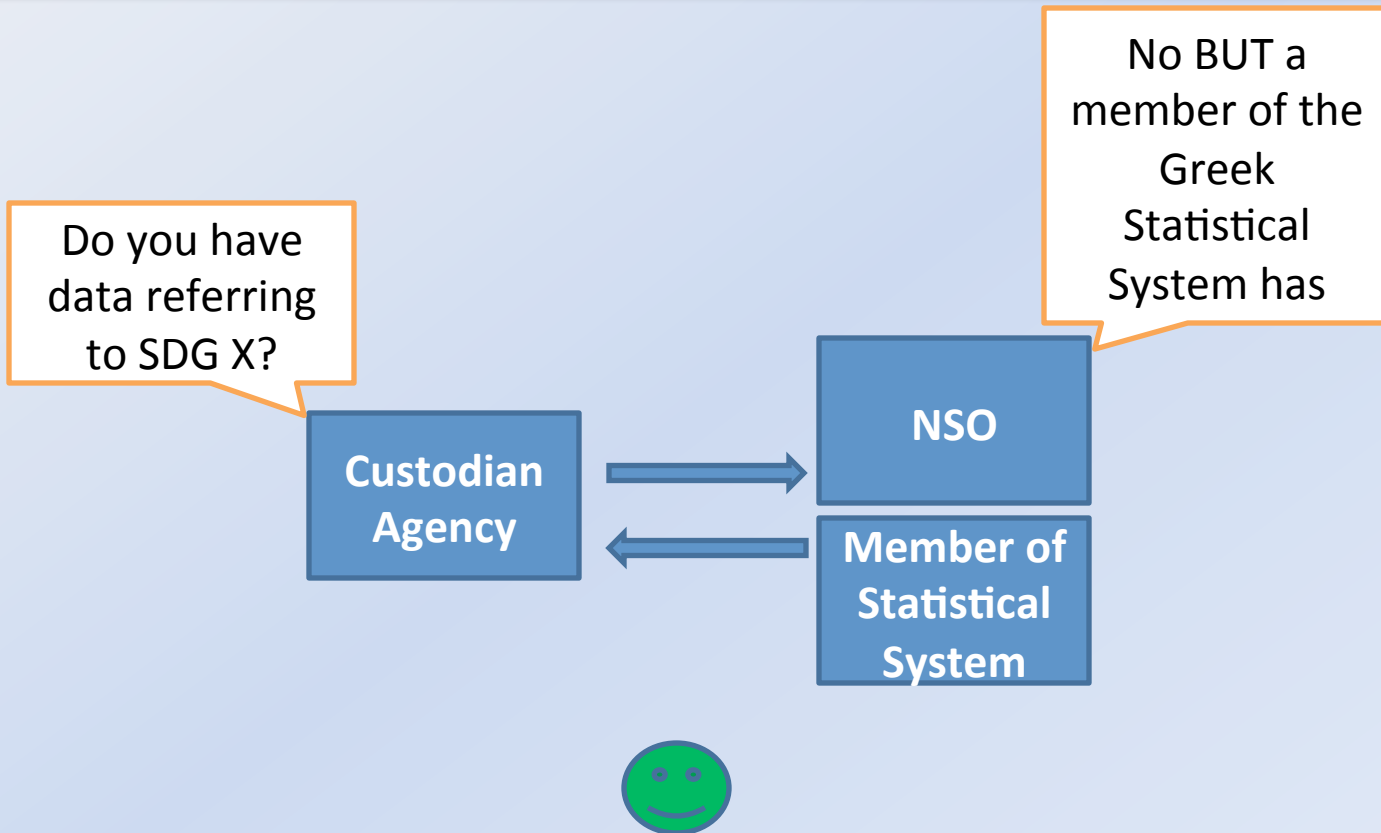 No BUT a
member of the
Greek
Statistical
System has
Do you have
data referring
to SDG X?
NSO
Custodian
Agency
Member of
Statistical
System